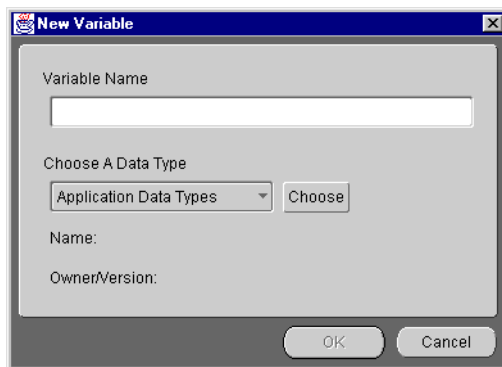 New Variable
Variable Name
Choose A Data Type
Application Data Types
Choose
Name:
Owner/Version:
OK
Cancel